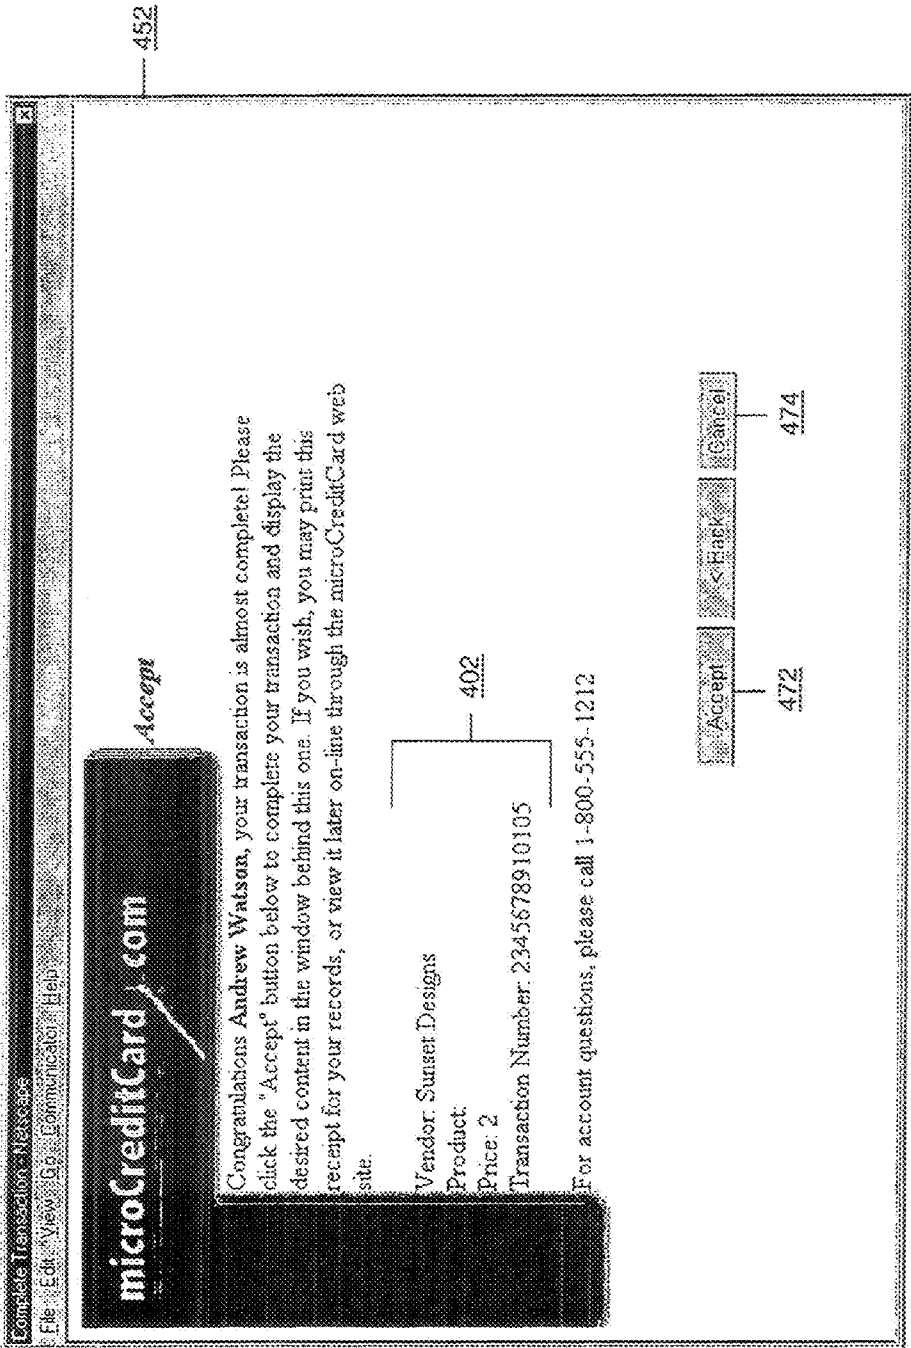 Complete Transaction - Netscape
File Edit View Go Communicator Help
452
microCreditCard.com
Accept
Congratulations Andrew Watson, your transaction is almost complete! Please
click the "Accept" button below to complete your transaction and display the
desired content in the window behind this one. If you wish, you may print this
receipt for your records, or view it later on-line through the microCreditCard web
site.
Vendor: Sunset Designs
Product:
Price: 2
Transaction Number: 2345678910105
402
For account questions, please call 1-800-555-1212
Accept < Back Cancel
472 474